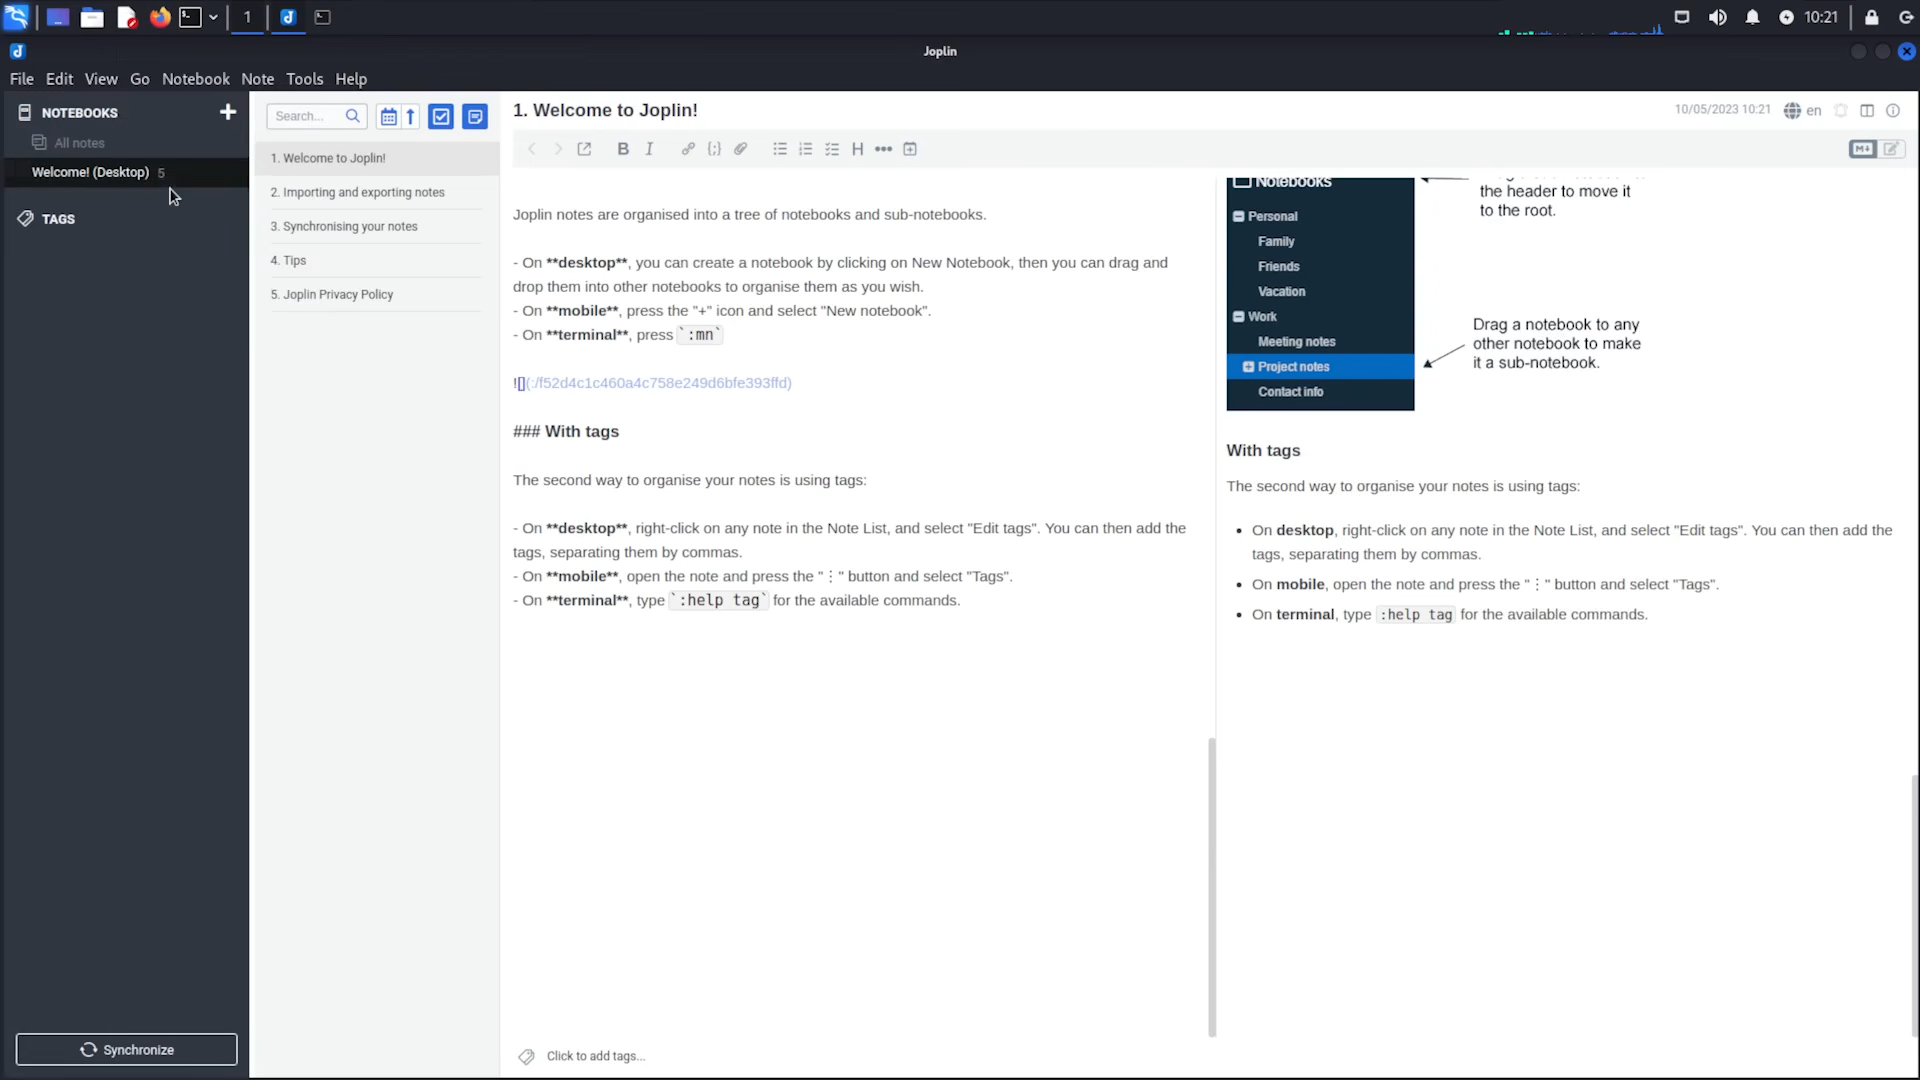 1
10:21
Joplin
File Edit View Go Notebook Note Tools Help
NOTEBOOKS
All notes
Welcome! (Desktop) 5
TAGS
Synchronize
Search...
1. Welcome to Joplin!
2. Importing and exporting notes
3. Synchronising your notes
4. Tips
5. Joplin Privacy Policy
1. Welcome to Joplin!
10/05/2023 10:21
en
B I H
M
Joplin notes are organised into a tree of notebooks and sub-notebooks.
- On **desktop**, you can create a notebook by clicking on New Notebook, then you can drag and
drop them into other notebooks to organise them as you wish.
- On **mobile**, press the "+" icon and select "New notebook".
- On **terminal**, press `:mn`
![](:/f52d4c1c460a4c758e249d6bfe393ffd)
### With tags
The second way to organise your notes is using tags:
- On **desktop**, right-click on any note in the Note List, and select "Edit tags". You can then add the
tags, separating them by commas.
- On **mobile**, open the note and press the "⋮" button and select "Tags".
- On **terminal**, type `:help tag` for the available commands.
Click to add tags...
Notebooks
Personal
Family
Friends
Vacation
Work
Meeting notes
Project notes
Contact info
the header to move it
to the root.
Drag a notebook to any
other notebook to make
it a sub-notebook.
With tags
The second way to organise your notes is using tags:
• On desktop, right-click on any note in the Note List, and select "Edit tags". You can then add the
tags, separating them by commas.
• On mobile, open the note and press the "⋮" button and select "Tags".
• On terminal, type :help tag for the available commands.